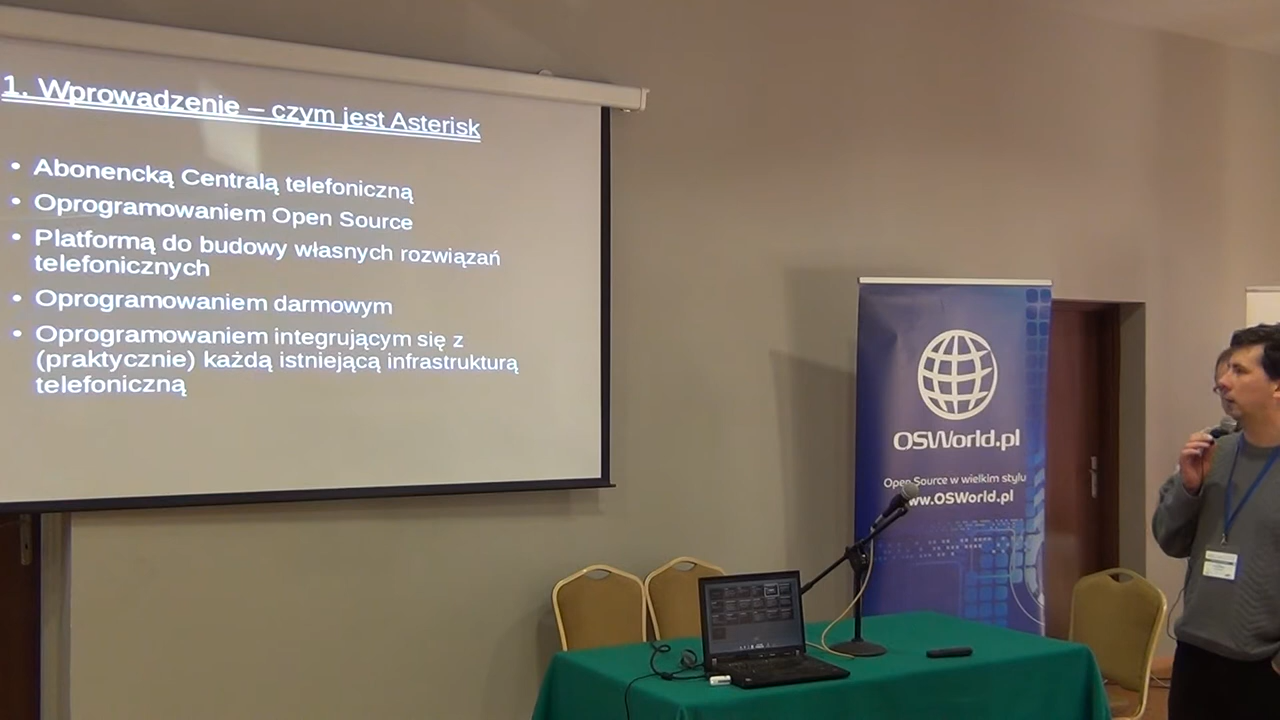 1. Wprowadzenie – czym jest Asterisk
• Abonencką Centralą telefoniczną
• Oprogramowaniem Open Source
• Platformą do budowy własnych rozwiązań
telefonicznych
• Oprogramowaniem darmowym
• Oprogramowaniem integrującym się z
(praktycznie) każdą istniejącą infrastrukturą
telefoniczną
OSWorld.pl
Open Source w wielkim stylu
www.OSWorld.pl